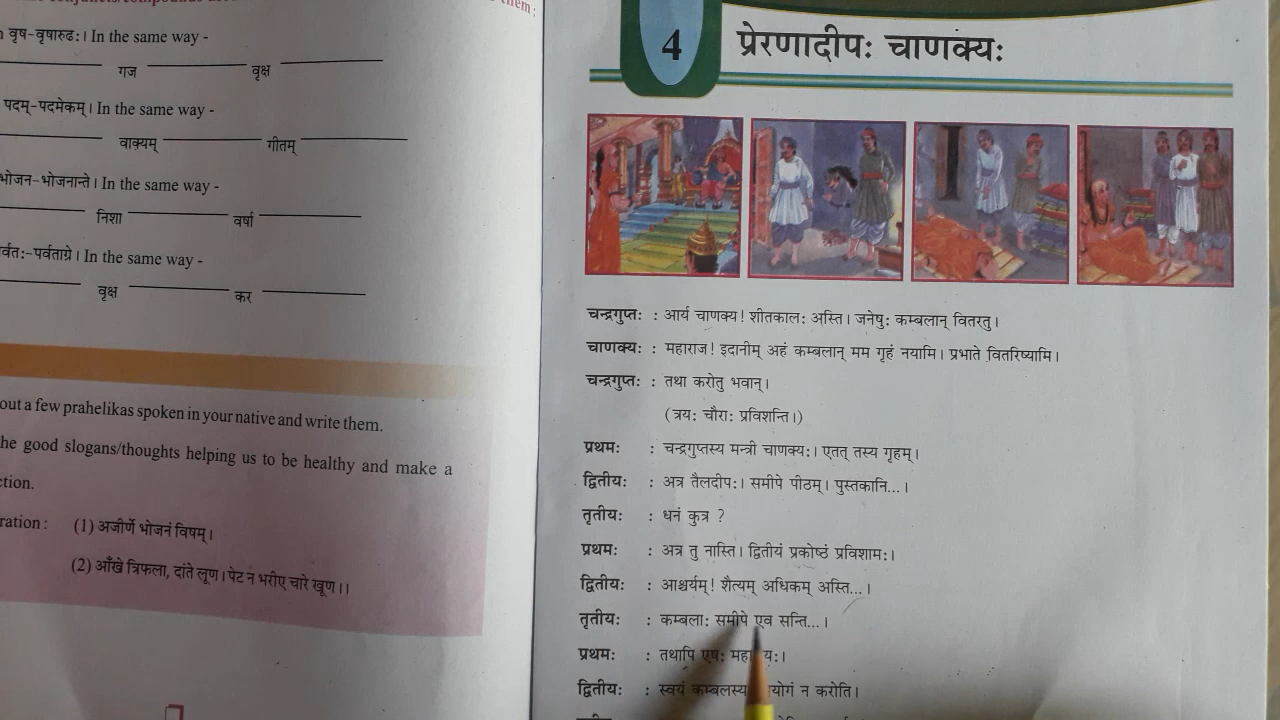 them :
वृष-वृषारुढः। In the same way -
गज वृक्ष
पदम्-पदमेकम्। In the same way -
वाक्यम् गीतम्
भोजन-भोजनान्ते। In the same way -
निशा वर्षा
पर्वताग्रे। In the same way -
वृक्ष कर
out a few prahelikas spoken in your native and write them.
he good slogans/thoughts helping us to be healthy and make a
(1) अजीर्णे भोजनं विषम्।
(2) आँखे त्रिफला, दांते लूण। पेट न भरीए चारे खूण।।
4 प्रेरणादीपः चाणक्यः
चन्द्रगुप्तः : आर्य चाणक्य! शीतकालः अस्ति। जनेषुः कम्बलान् वितरतु।
चाणक्यः : महाराज! इदानीम् अहं कम्बलान् मम गृहं नयामि। प्रभाते वितरिष्यामि।
चन्द्रगुप्तः : तथा करोतु भवान्।
(त्रयः चौराः प्रविशन्ति।)
प्रथमः : चन्द्रगुप्तस्य मन्त्री चाणक्यः। एतत् तस्य गृहम्।
द्वितीयः : अत्र तैलदीपः। समीपे पीठम्। पुस्तकानि...।
तृतीयः : धनं कुत्र ?
प्रथमः : अत्र तु नास्ति। द्वितीयं प्रकोष्ठं प्रविशामः।
द्वितीयः : आश्चर्यम्! शैत्यम् अधिकम् अस्ति...।
तृतीयः : कम्बलाः समीपे एव सन्ति...।
प्रथमः : तथापि एषः
द्वितीयः : स्वयं कम्बलस्य न करोति।